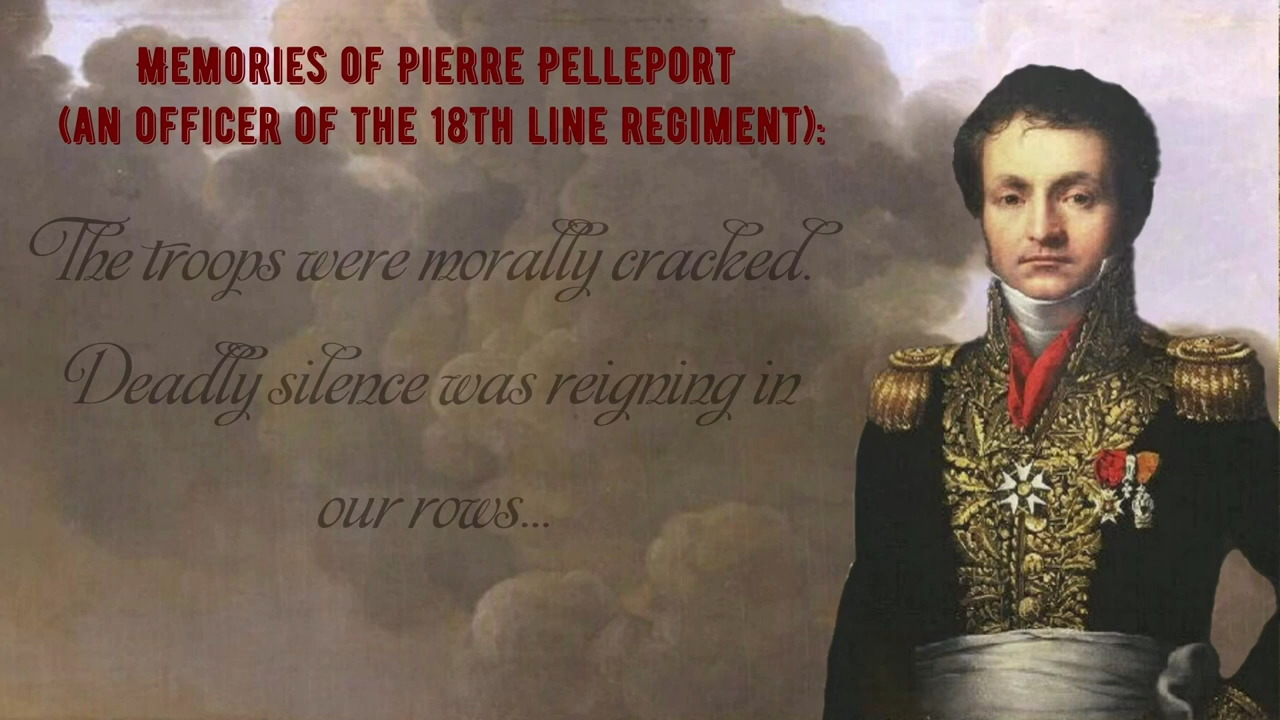 MEMORIES OF PIERRE PELLEPORT
(AN OFFICER OF THE 18TH LINE REGIMENT):
The troops were morally cracked.
Deadly silence was reigning in
our rows...